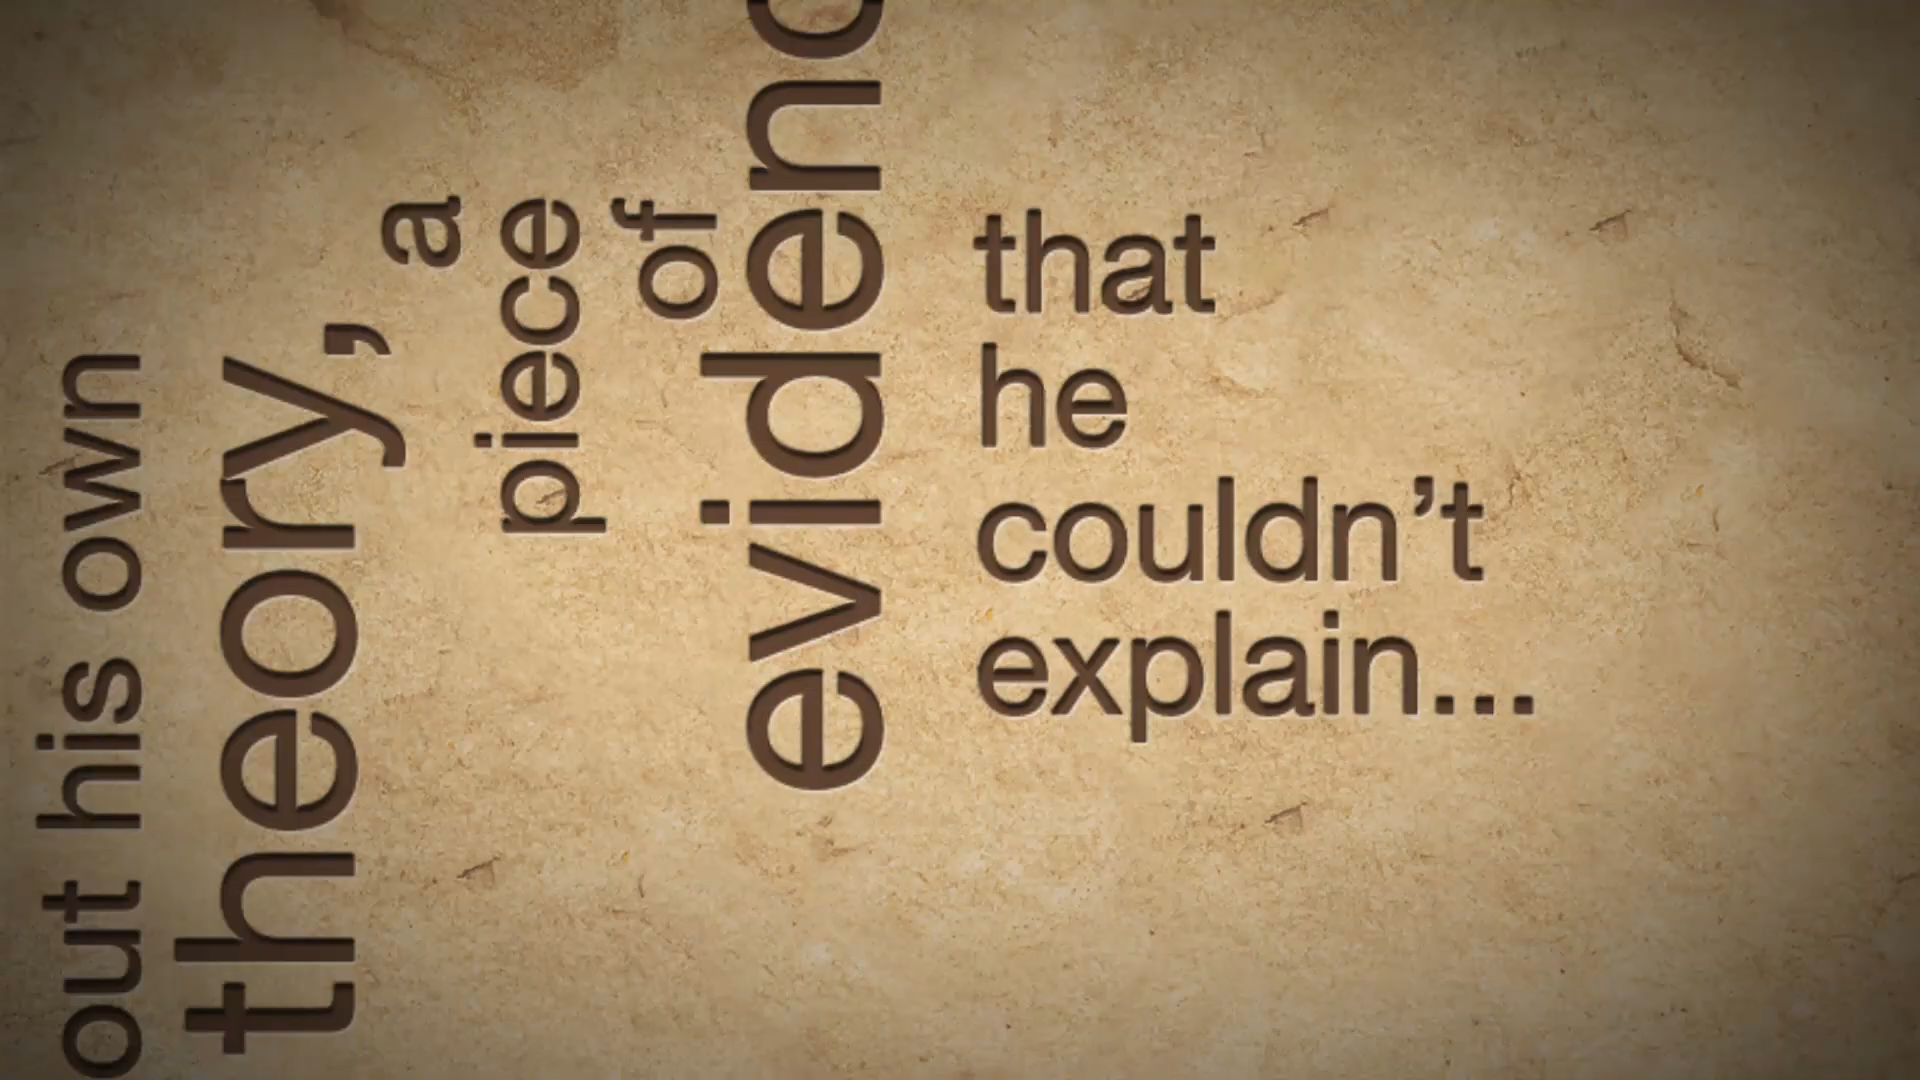 out his own
theory,
a
piece
of
evidenc
that
he
couldn’t
explain...